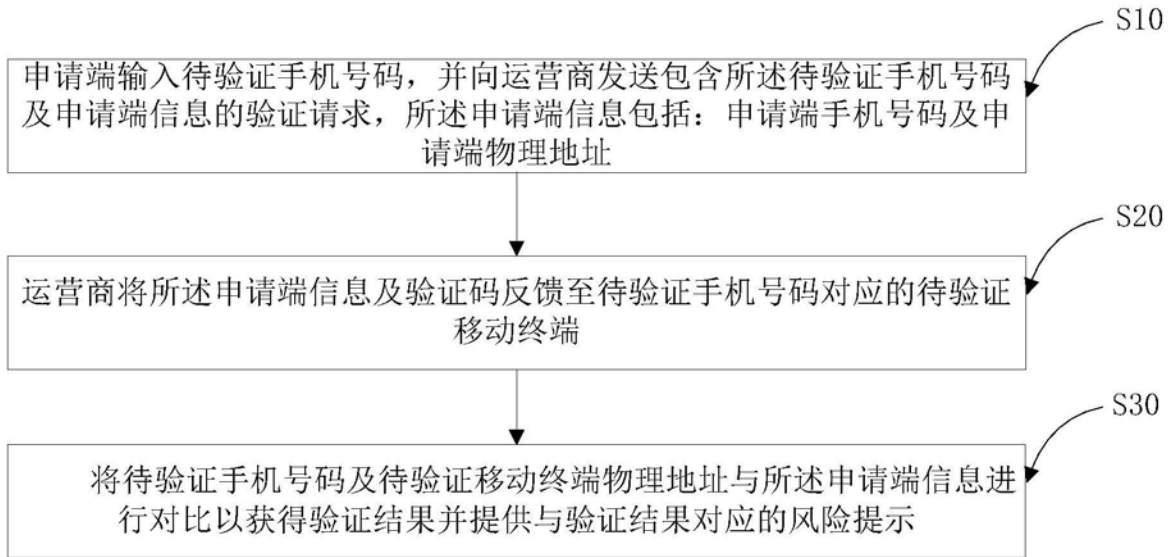 S10
申请端输入待验证手机号码，并向运营商发送包含所述待验证手机号码
及申请端信息的验证请求，所述申请端信息包括：申请端手机号码及申
请端物理地址
S20
运营商将所述申请端信息及验证码反馈至待验证手机号码对应的待验证
移动终端
S30
将待验证手机号码及待验证移动终端物理地址与所述申请端信息进
行对比以获得验证结果并提供与验证结果对应的风险提示